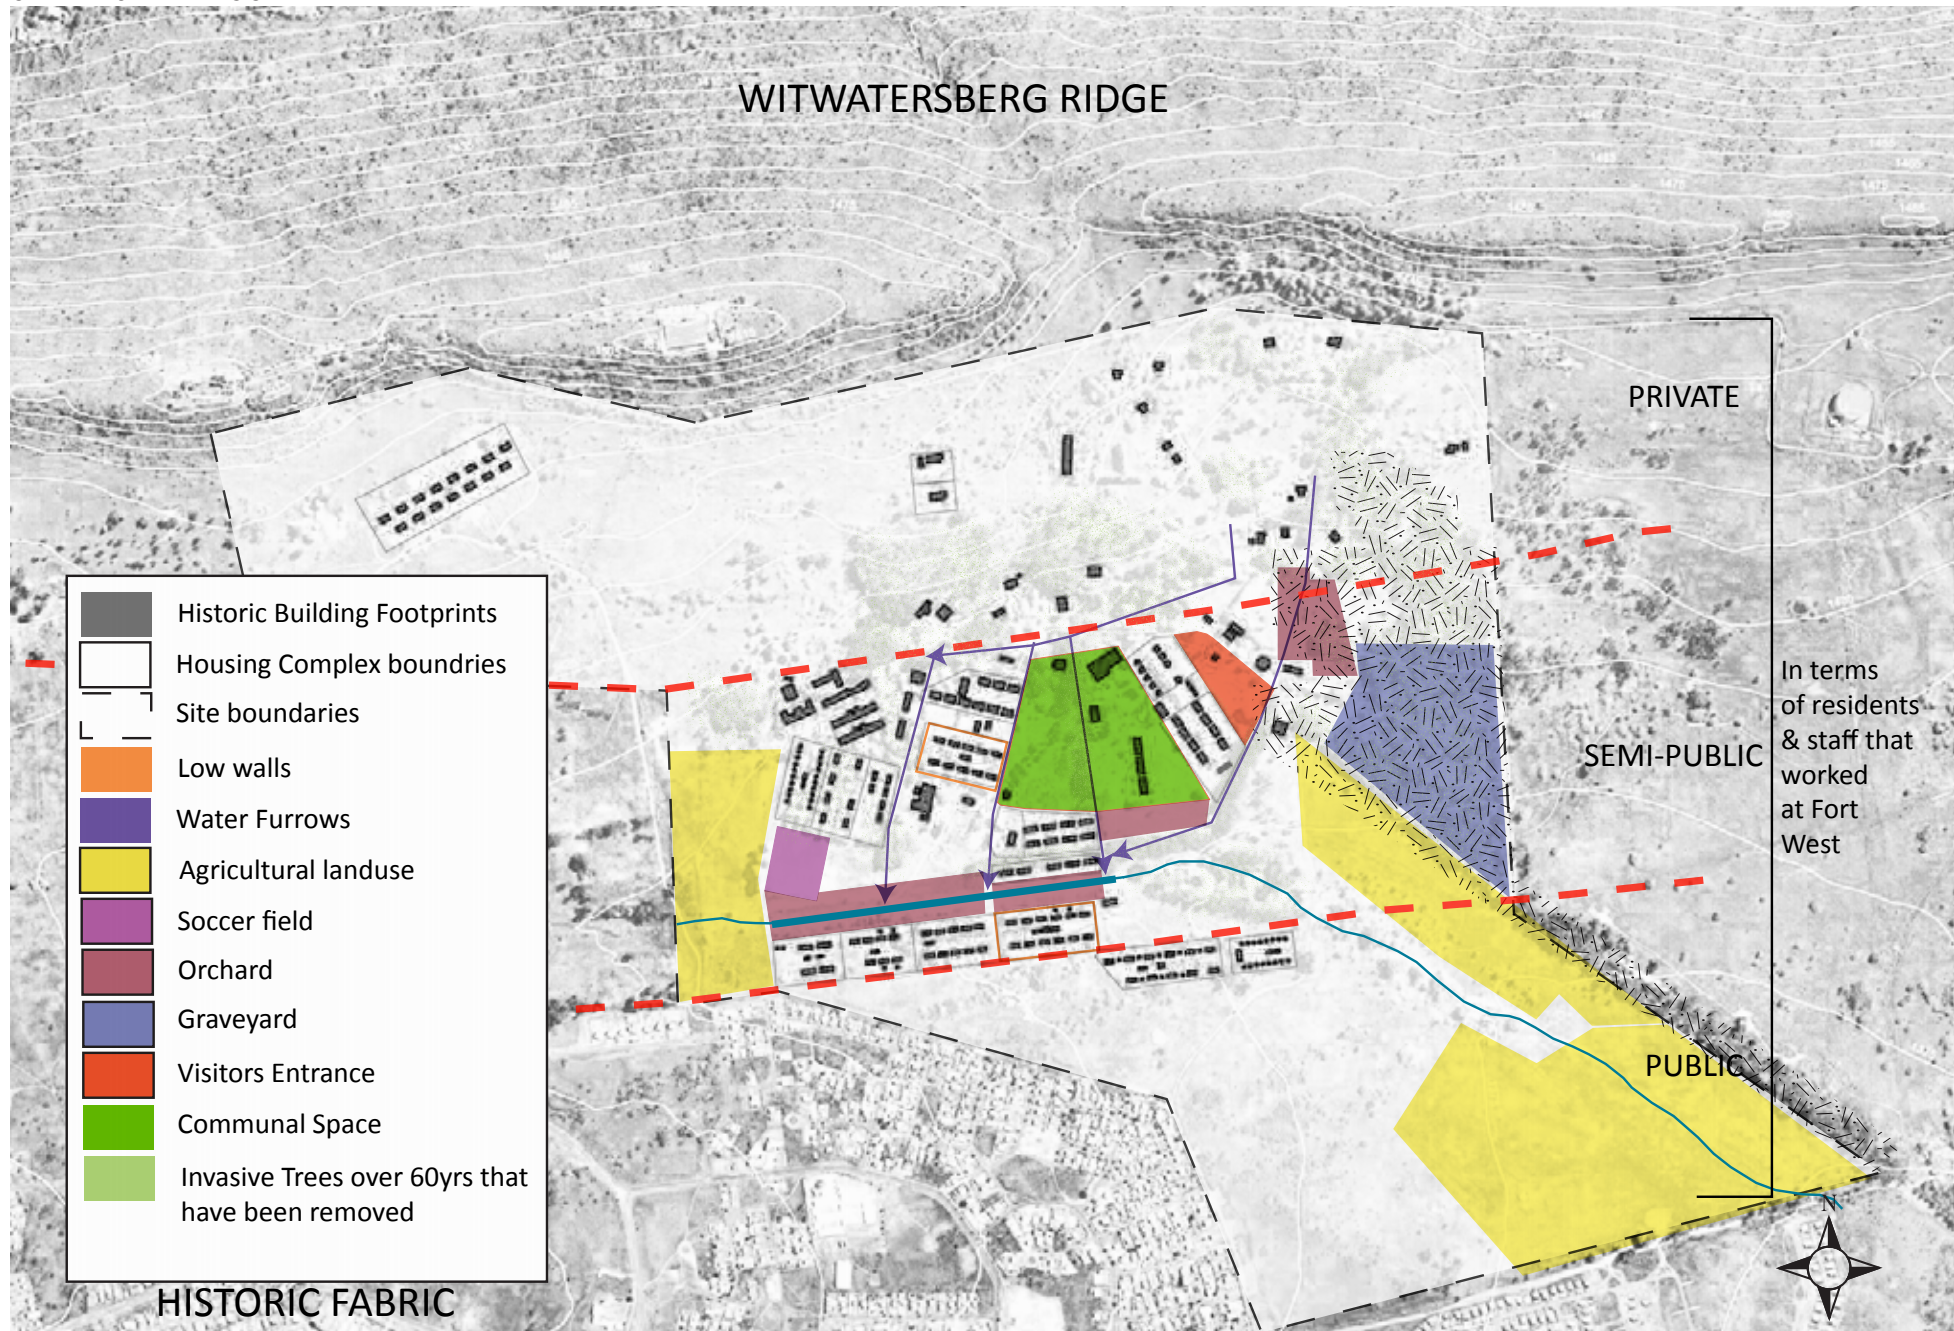 WITWATERSBERG RIDGE
PRIVATE
In terms
of residents
& staff that
worked
at Fort
West
SEMI-PUBLIC
PUBLIC
N
Historic Building Footprints
Housing Complex boundries
Site boundaries
Low walls
Water Furrows
Agricultural landuse
Soccer field
Orchard
Graveyard
Visitors Entrance
Communal Space
Invasive Trees over 60yrs that
have been removed
HISTORIC FABRIC